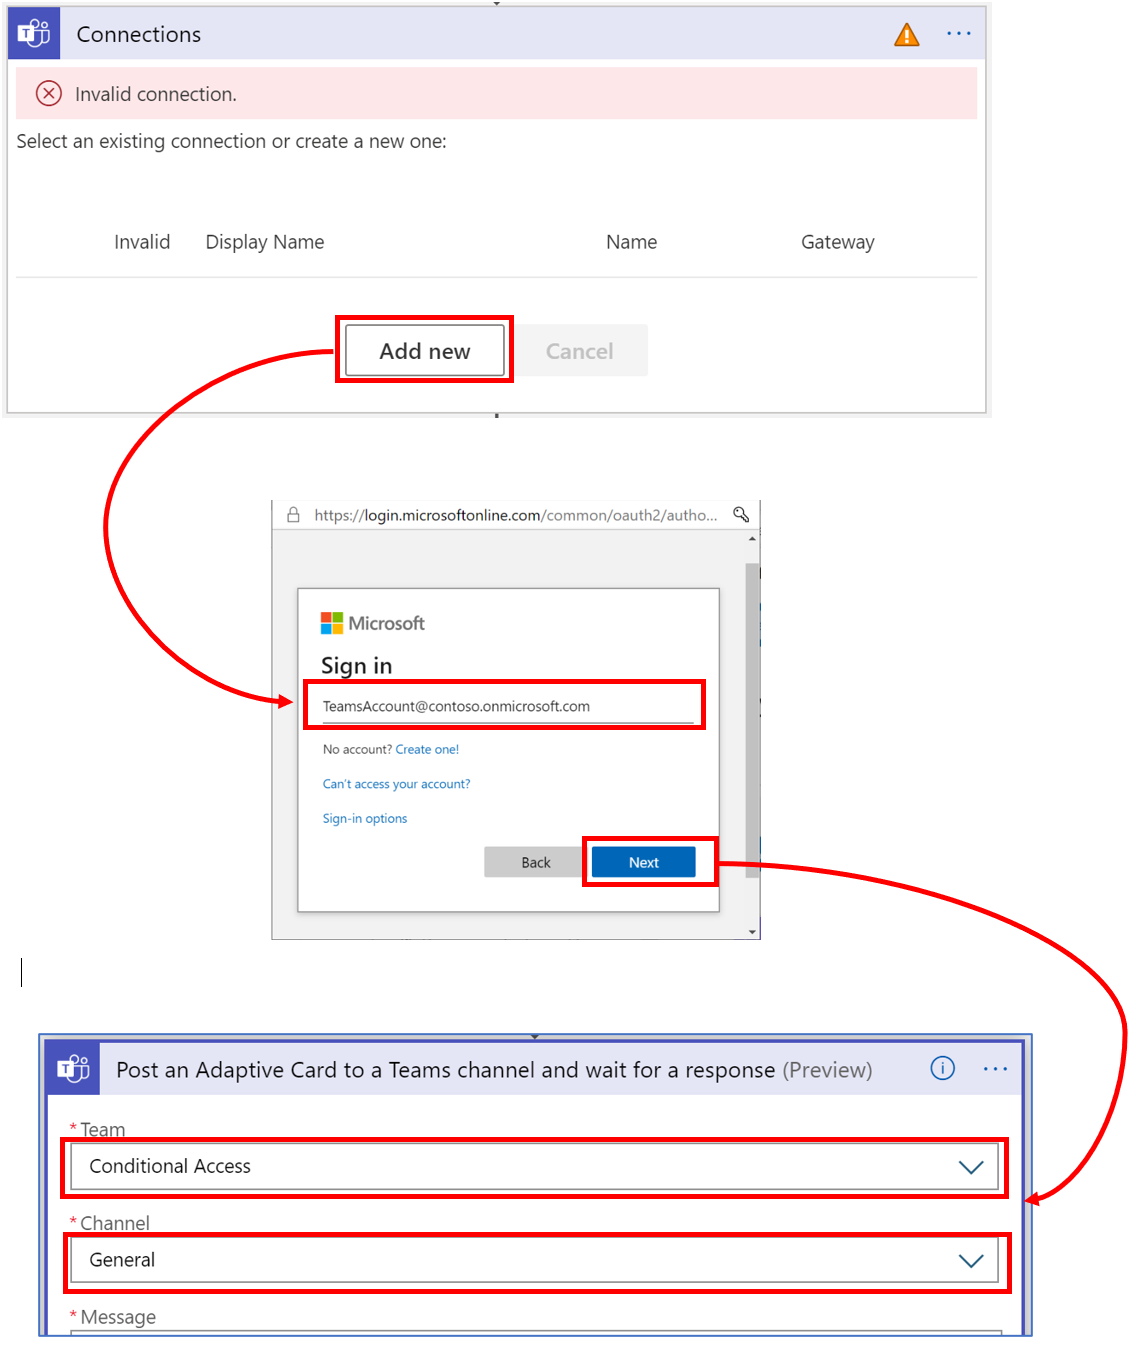 Connections
Invalid connection.
Select an existing connection or create a new one:
Invalid Display Name Name Gateway
Add new Cancel
https://login.microsoftonline.com/common/oauth2/autho...
Microsoft
Sign in
TeamsAccount@contoso.onmicrosoft.com
No account? Create one!
Can't access your account?
Sign-in options
Back Next
Post an Adaptive Card to a Teams channel and wait for a response (Preview)
* Team
Conditional Access
* Channel
General
* Message